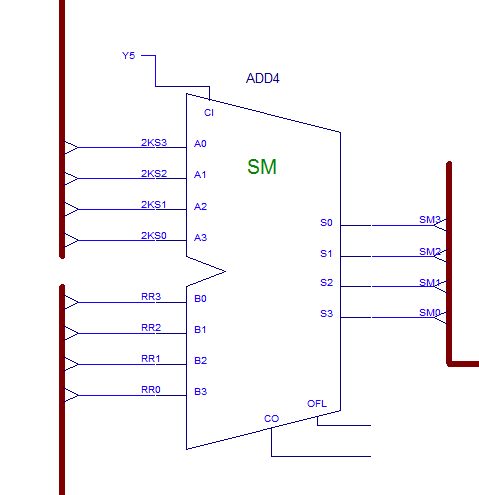 Y5
ADD4
CI
2KS3 A0
SM
2KS2 A1
2KS1 A2
2KS0 A3
S0 SM3
S1 SM2
S2 SM1
S3 SM0
RR3 B0
RR2 B1
RR1 B2
RR0 B3
OFL
CO